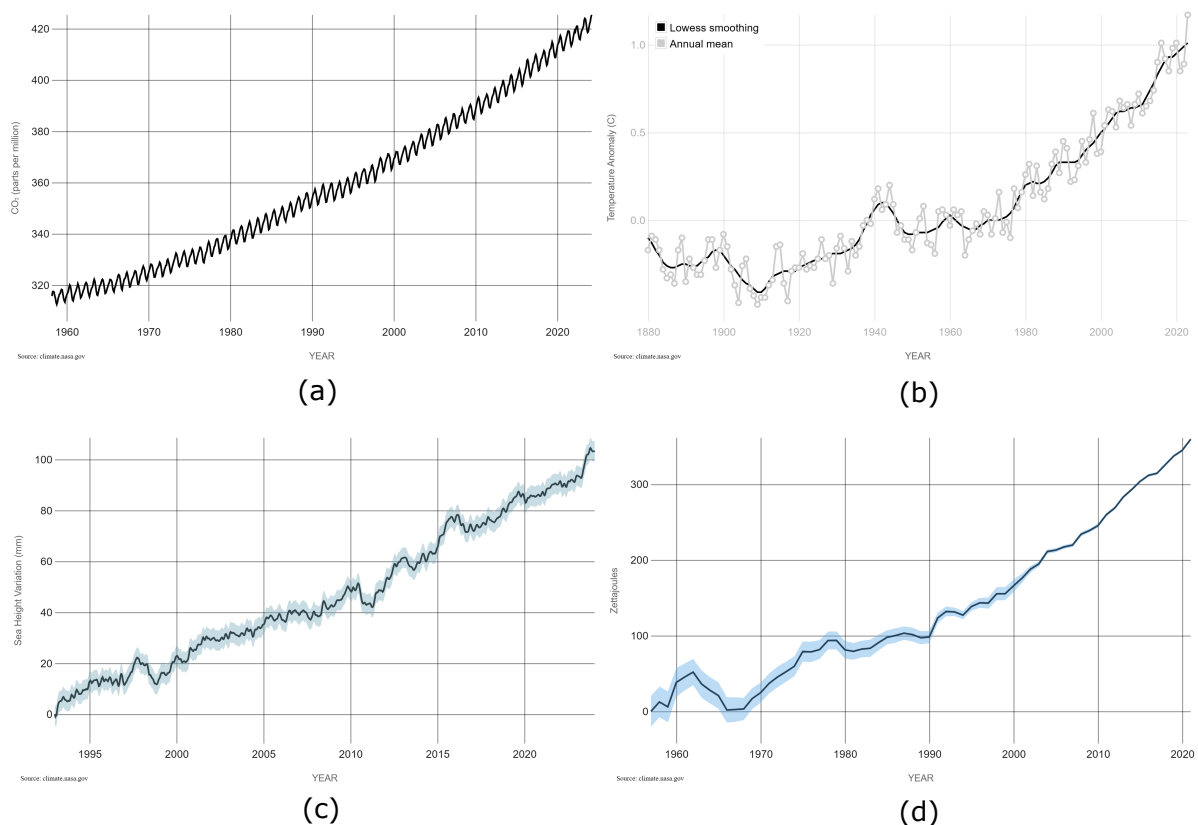 CO₂ (parts per million)
420
400
380
360
340
320
1960 1970 1980 1990 2000 2010 2020
YEAR
Source: climate.nasa.gov
(a)
Lowess smoothing
Annual mean
Temperature Anomaly (C)
1.0
0.5
0.0
1880 1900 1920 1940 1960 1980 2000 2020
YEAR
Source: climate.nasa.gov
(b)
Sea Height Variation (mm)
100
80
60
40
20
0
1995 2000 2005 2010 2015 2020
YEAR
Source: climate.nasa.gov
(c)
Zettajoules
300
200
100
0
1960 1970 1980 1990 2000 2010 2020
YEAR
Source: climate.nasa.gov
(d)